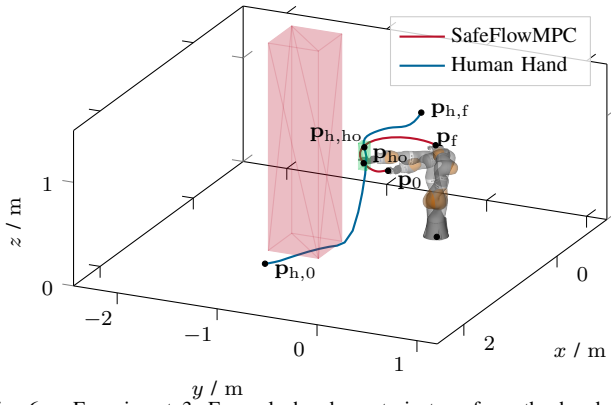 SafeFlowMPC
Human Hand
p_h,f
p_h,ho
p_f
p_ho
p_0
p_h,0
z / m
1
0
−2
−1
0
1
y / m
2
0
x / m